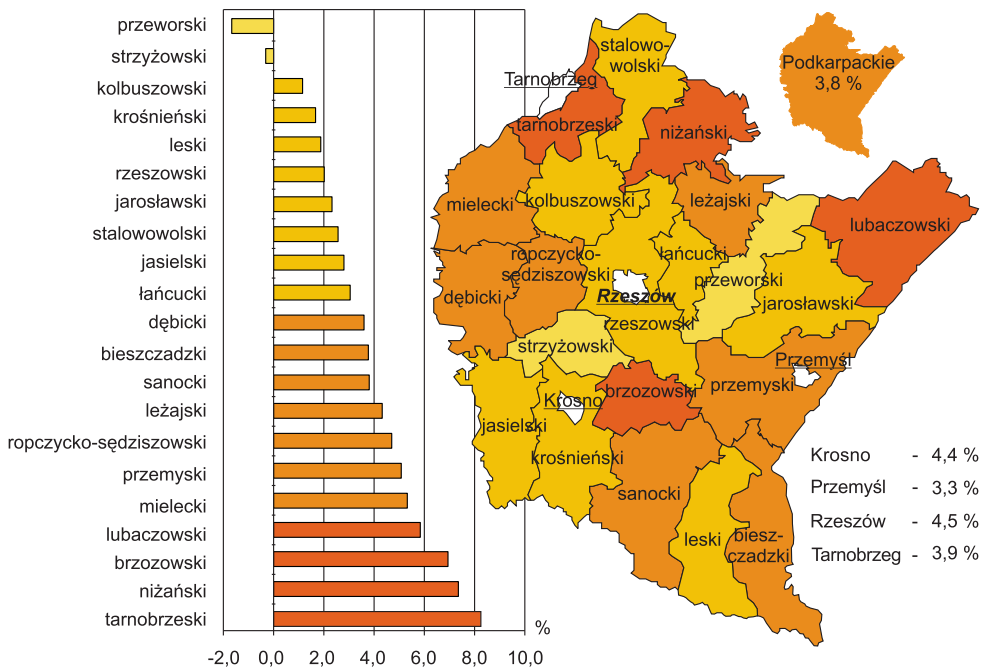 przeworski
strzyżowski
kolbuszowski
krośnieński
leski
rzeszowski
jarosławski
stalowowolski
jasielski
łańcucki
dębicki
bieszczadzki
sanocki
leżajski
ropczycko-sędziszowski
przemyski
mielecki
lubaczowski
brzozowski
niżański
tarnobrzeski
%
-2,0 0,0 2,0 4,0 6,0 8,0 10,0
stalowo-
wolski
Tarnobrzeg
tarnobrzeski
niżański
mielecki
kolbuszowski
leżajski
lubaczowski
ropczycko-
sędziszowski
łańcucki
dębicki
przeworski
Rzeszów
jarosławski
rzeszowski
strzyżowski
Przemyśl
brzozowski
przemyski
Krosno
jasielski
krośnieński
sanocki
leski
biesz-
czadzki
Podkarpackie
3,8 %
Krosno - 4,4 %
Przemyśl - 3,3 %
Rzeszów - 4,5 %
Tarnobrzeg - 3,9 %